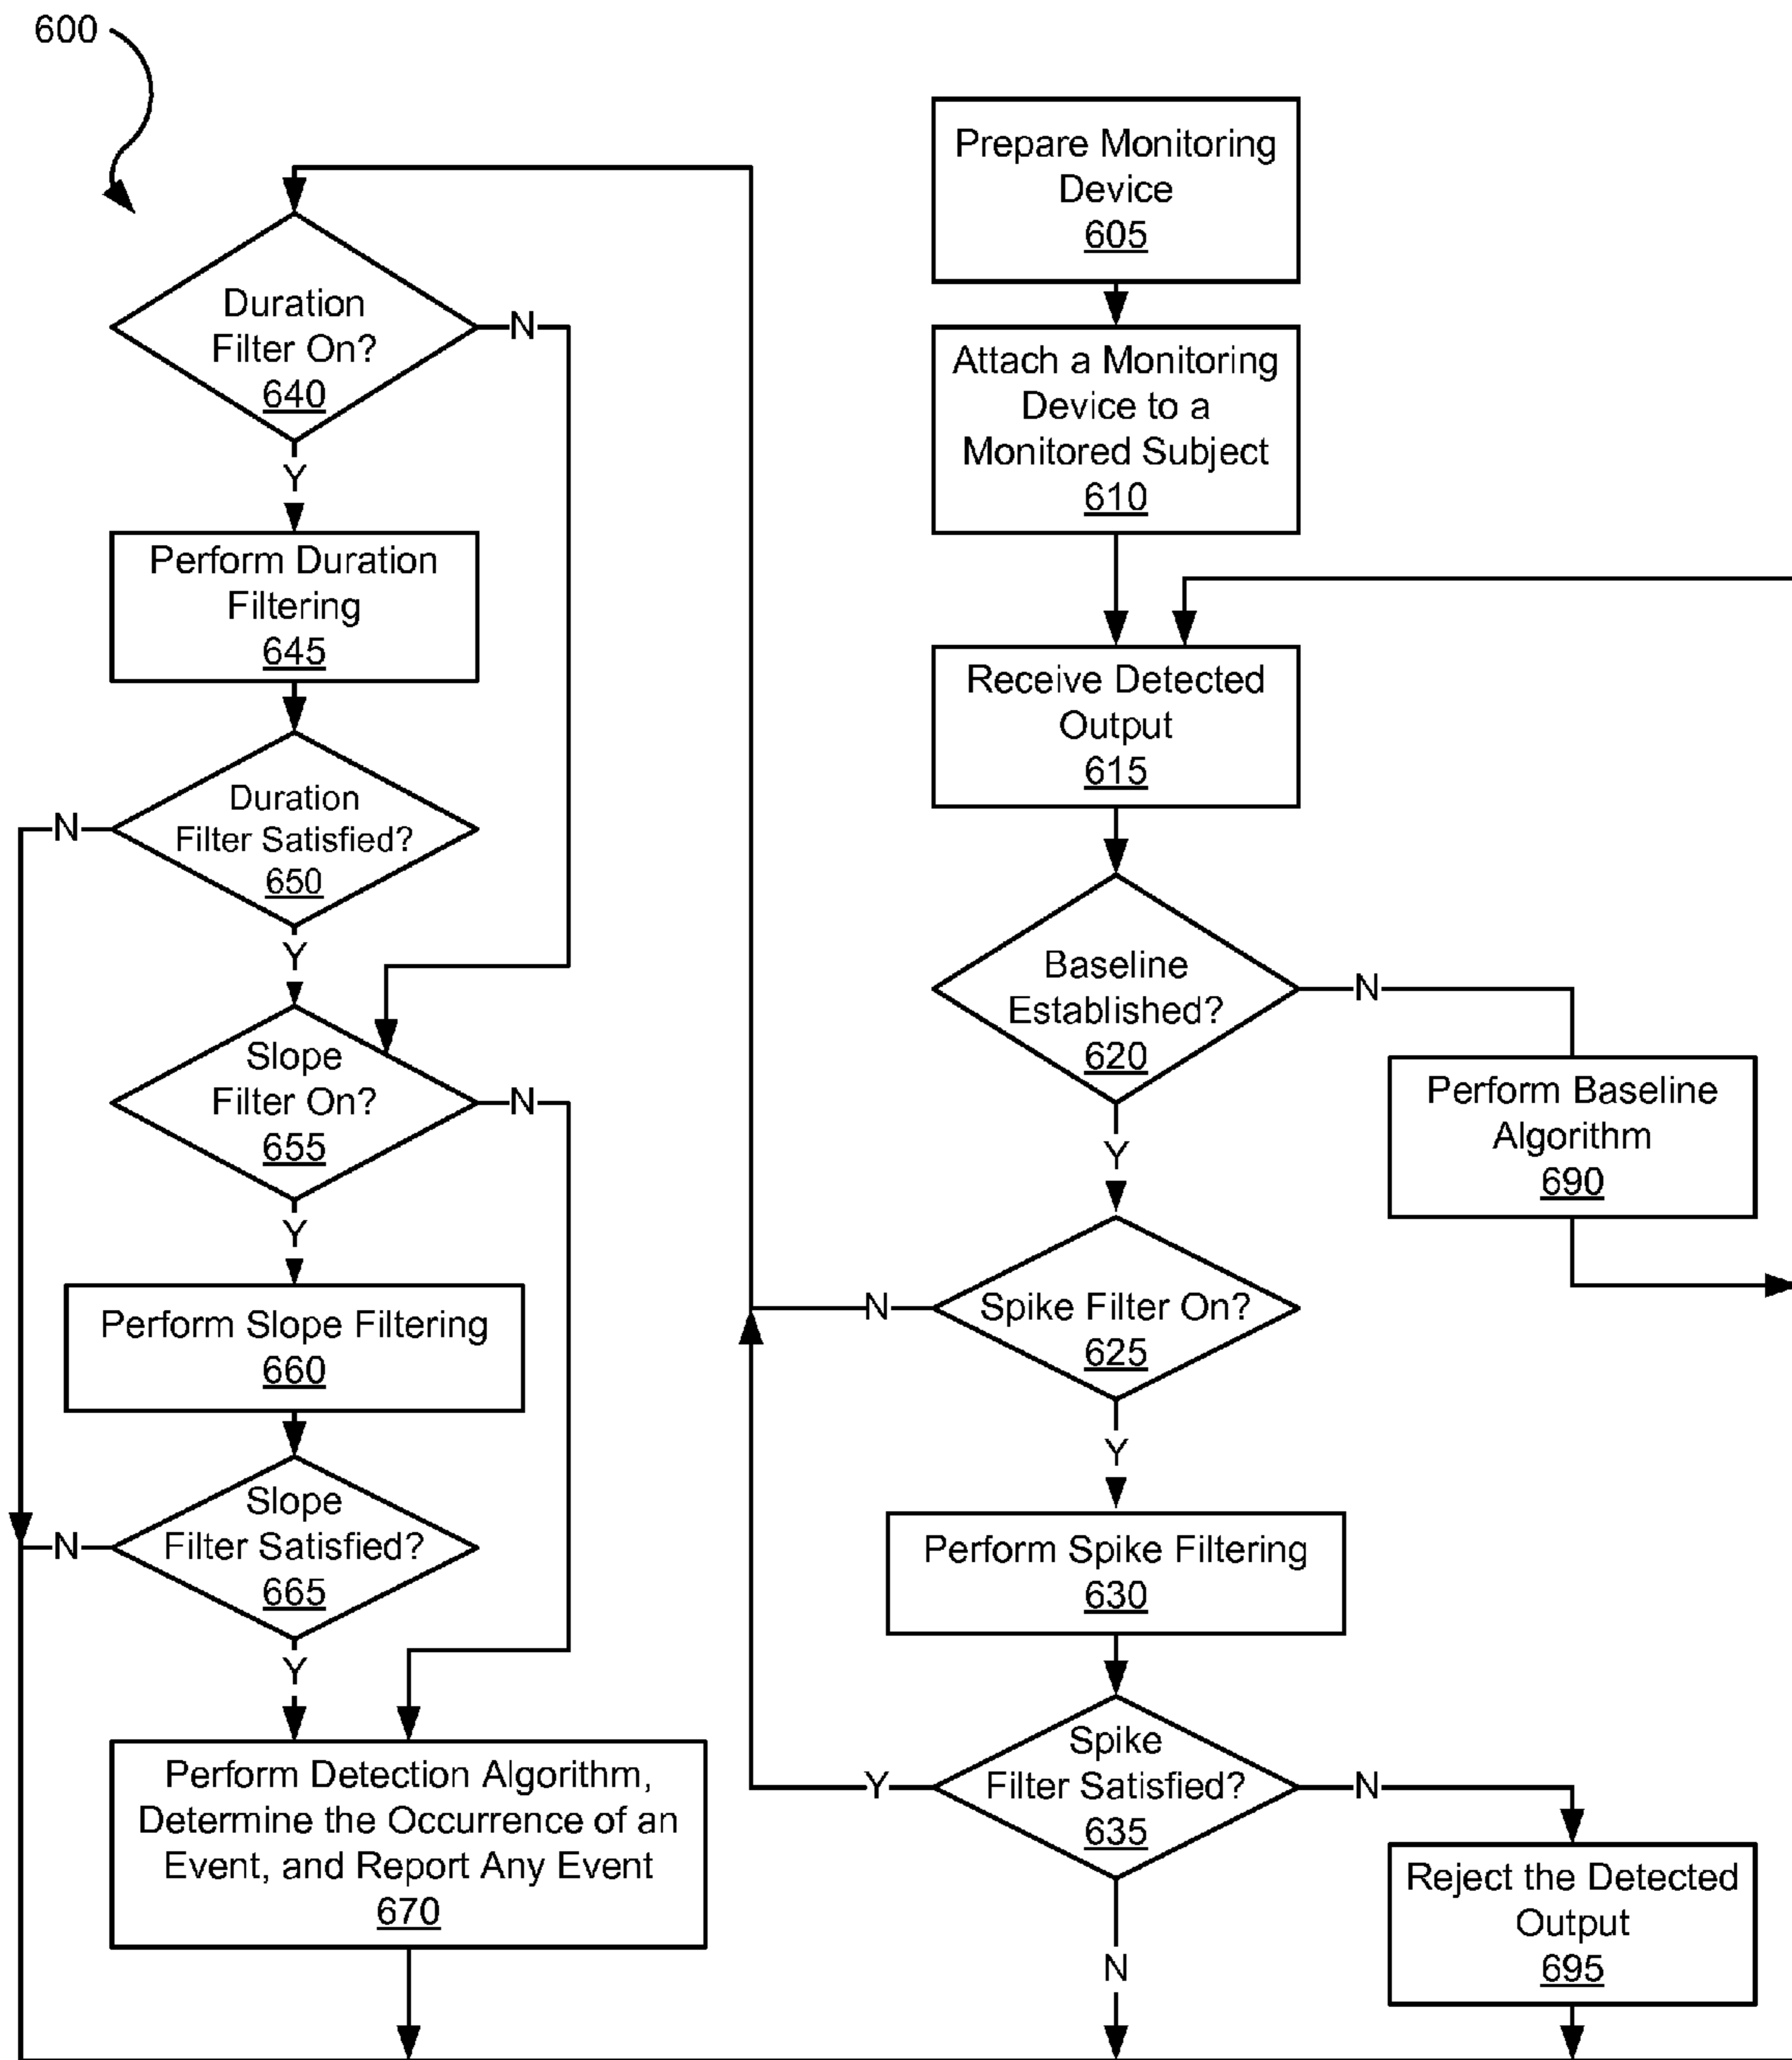 600
Prepare Monitoring
Device
605
Attach a Monitoring
Device to a
Monitored Subject
610
Receive Detected
Output
615
Baseline
Established?
620
N
Perform Baseline
Algorithm
690
Y
Spike Filter On?
625
N
Y
Perform Spike Filtering
630
Spike
Filter Satisfied?
635
Y
N
Reject the Detected
Output
695
N
Duration
Filter On?
640
N
Y
Perform Duration
Filtering
645
Duration
Filter Satisfied?
650
N
Y
Slope
Filter On?
655
N
Y
Perform Slope Filtering
660
Slope
Filter Satisfied?
665
N
Y
Perform Detection Algorithm,
Determine the Occurrence of an
Event, and Report Any Event
670